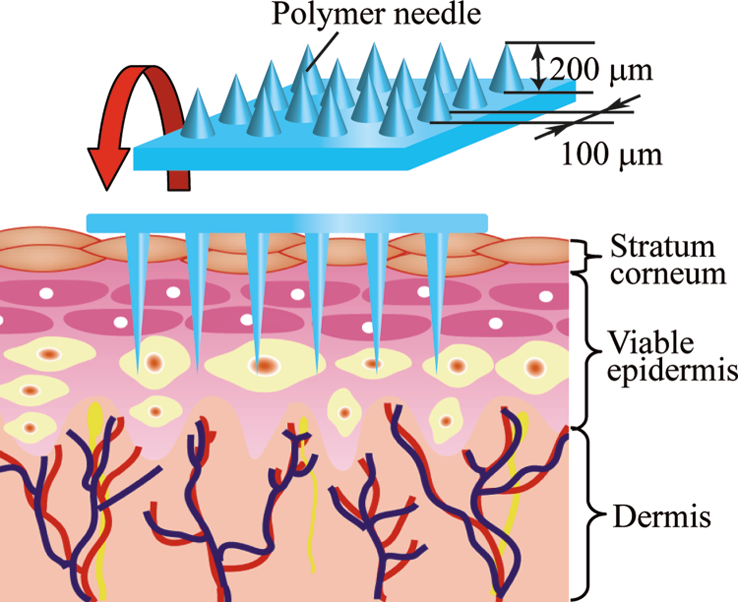 Polymer needle
200 μm
100 μm
Stratum
corneum
Viable
epidermis
Dermis